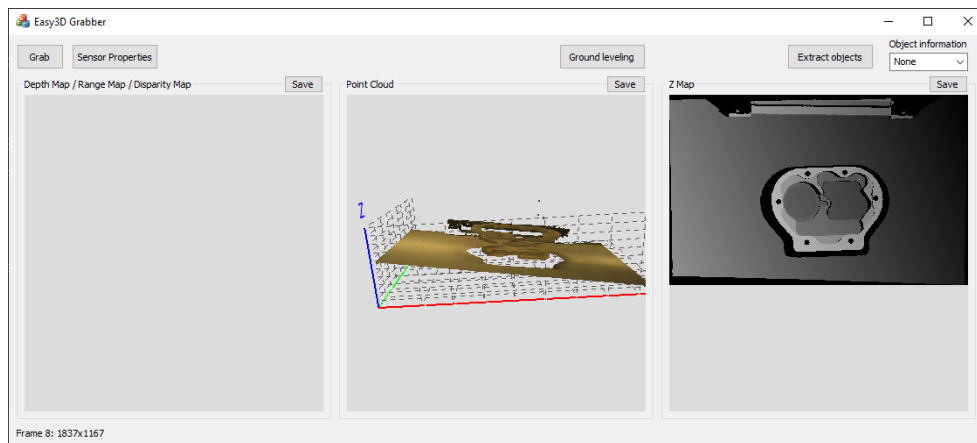 Easy3D Grabber
Grab
Sensor Properties
Ground leveling
Extract objects
Object information
None
Depth Map / Range Map / Disparity Map
Save
Point Cloud
Save
Z Map
Save
Z
Frame 8: 1837x1167